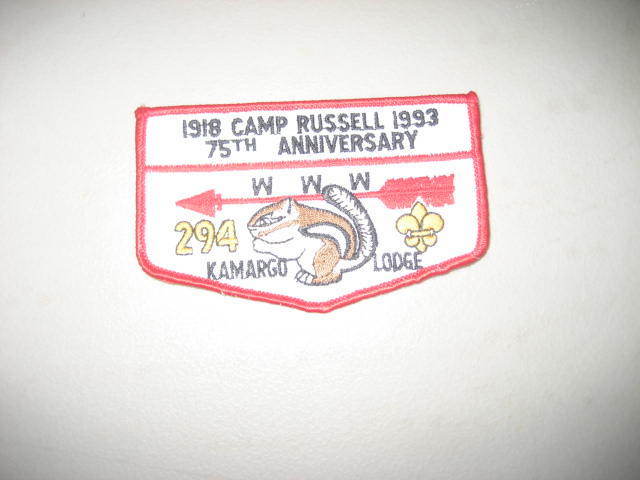 1918 CAMP RUSSELL 1993
75TH ANNIVERSARY
W W W
294
KAMARGO LODGE